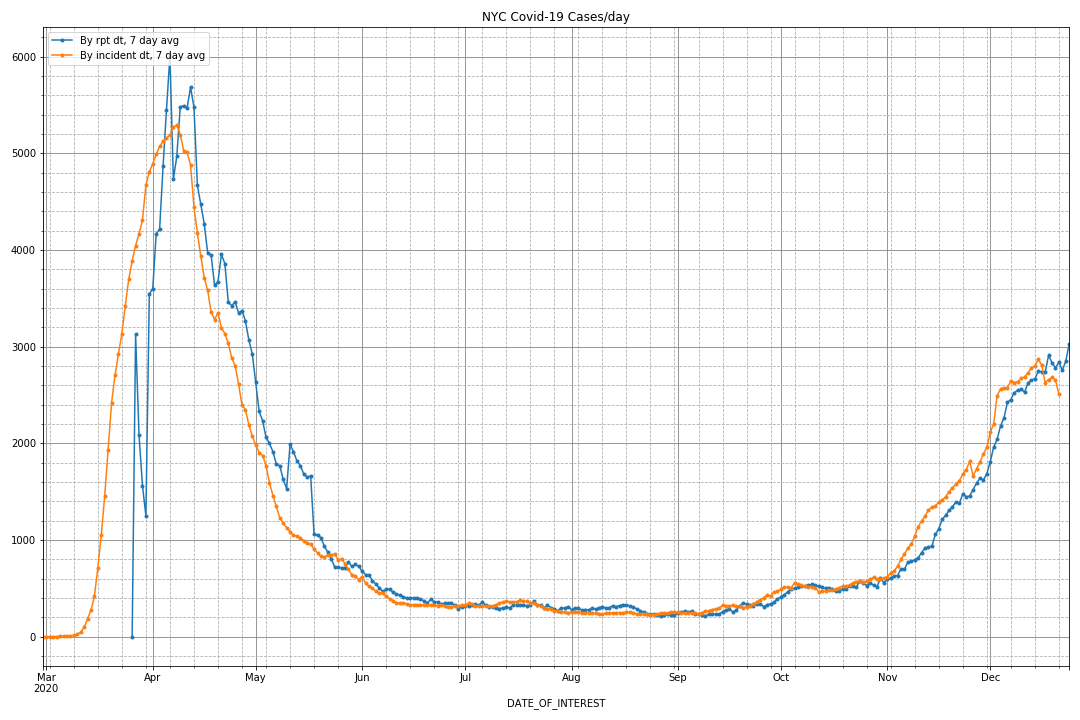 NYC Covid-19 Cases/day
By rpt dt, 7 day avg
By incident dt, 7 day avg
6000
5000
4000
3000
2000
1000
0
Mar Apr May Jun Jul Aug Sep Oct Nov Dec
2020
DATE_OF_INTEREST